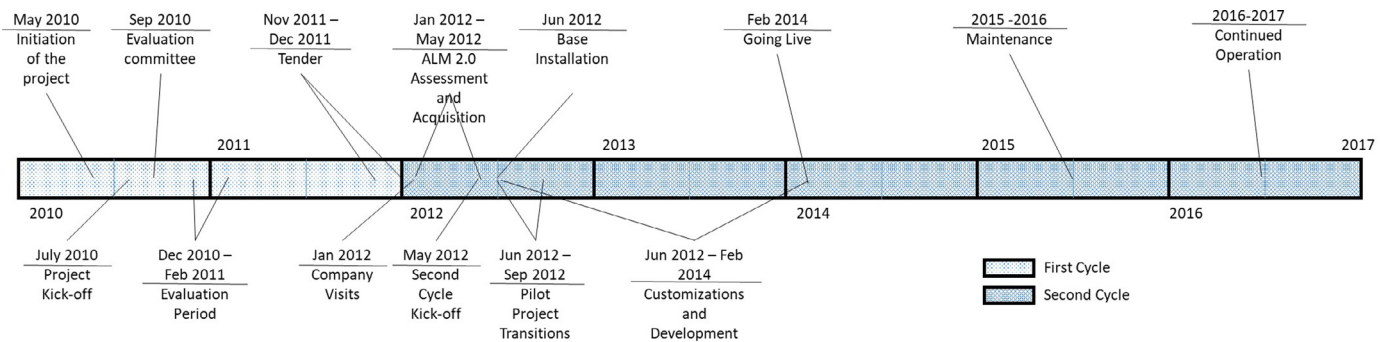 May 2010
Initiation
of the
project
Sep 2010
Evaluation
committee
Nov 2011 –
Dec 2011
Tender
Jan 2012 –
May 2012
ALM 2.0
Assessment
and
Acquisition
Jun 2012
Base
Installation
Feb 2014
Going Live
2015 -2016
Maintenance
2016-2017
Continued
Operation
2011
2013
2015
2017
2010
2012
2014
2016
July 2010
Project
Kick-off
Dec 2010 –
Feb 2011
Evaluation
Period
Jan 2012
Company
Visits
May 2012
Second
Cycle
Kick-off
Jun 2012 –
Sep 2012
Pilot
Project
Transitions
Jun 2012 – Feb
2014
Customizations
and
Development
First Cycle
Second Cycle